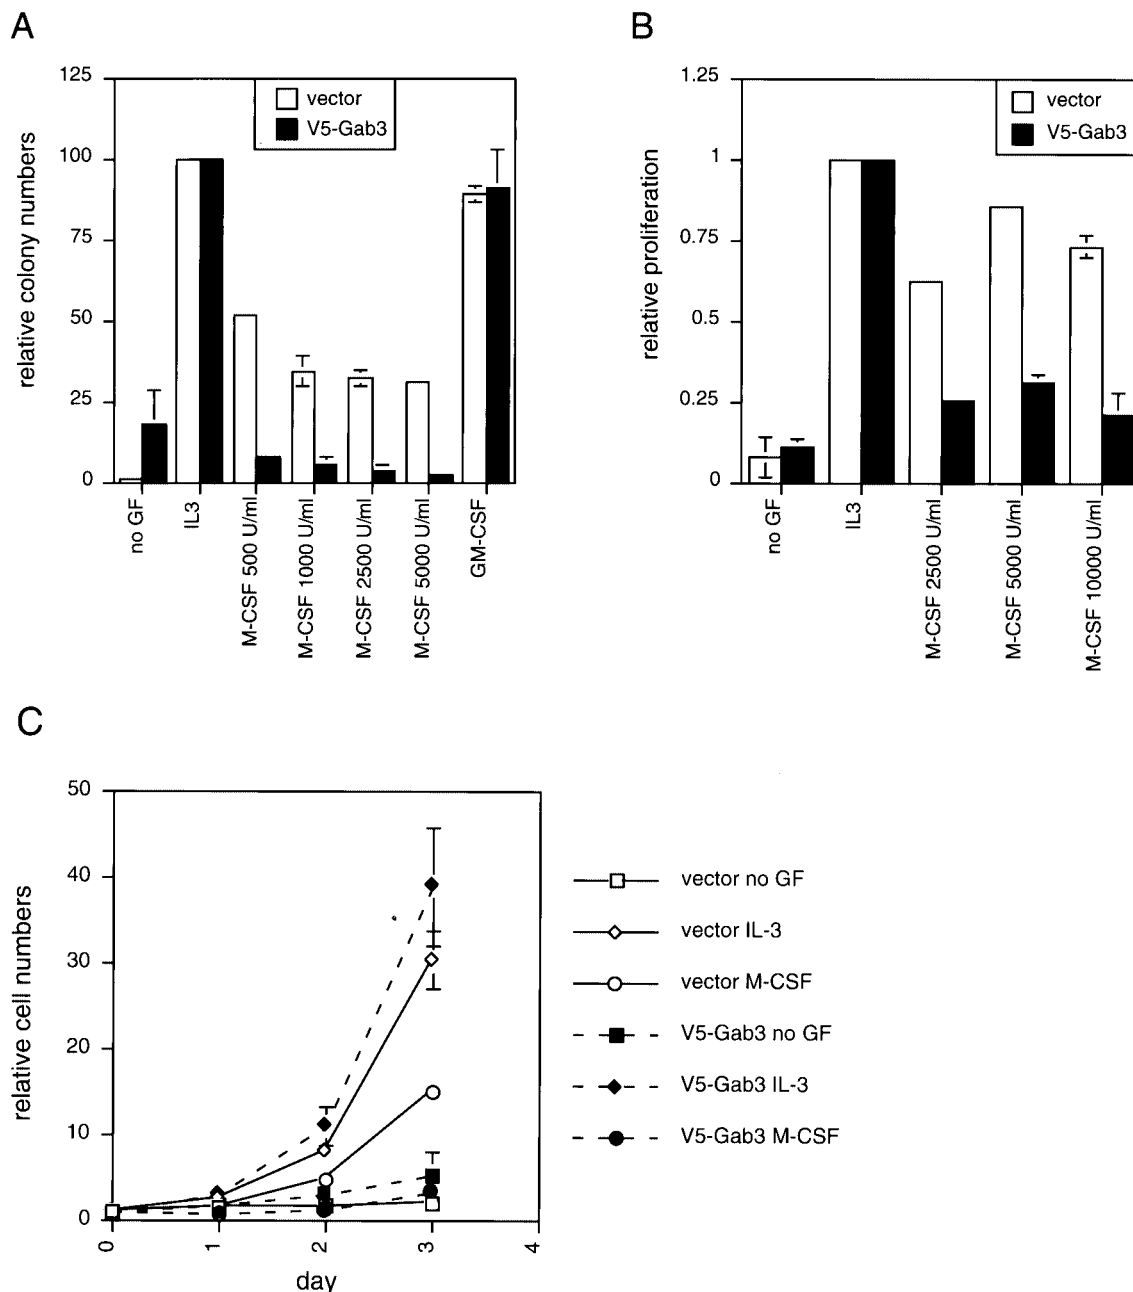 A
relative colony numbers
125
100
75
50
25
0
vector
V5-Gab3
no GF
IL3
M-CSF 500 U/ml
M-CSF 1000 U/ml
M-CSF 2500 U/ml
M-CSF 5000 U/ml
GM-CSF
B
relative proliferation
1.25
1
0.75
0.5
0.25
0
vector
V5-Gab3
no GF
IL3
M-CSF 2500 U/ml
M-CSF 5000 U/ml
M-CSF 10000 U/ml
C
relative cell numbers
50
40
30
20
10
0
0
1
2
3
4
day
vector no GF
vector IL-3
vector M-CSF
V5-Gab3 no GF
V5-Gab3 IL-3
V5-Gab3 M-CSF